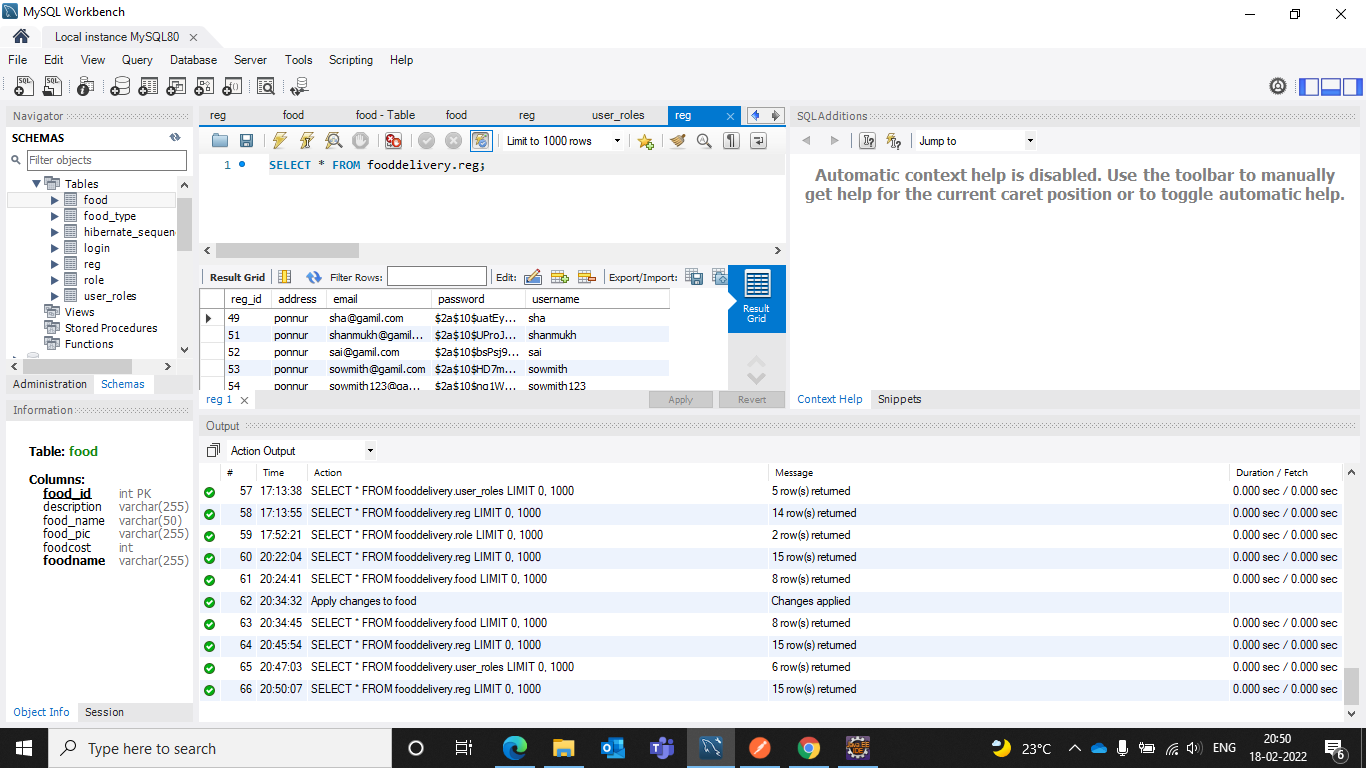 MySQL Workbench
Local instance MySQL80
File Edit View Query Database Server Tools Scripting Help
Navigator
SCHEMAS
Filter objects
Tables
food
food_type
hibernate_sequen
login
reg
role
user_roles
Views
Stored Procedures
Functions
Administration Schemas
Information
Table: food
Columns:
food_id int PK
description varchar(255)
food_name varchar(50)
food_pic varchar(255)
foodcost int
foodname varchar(255)
Object Info Session
reg food food - Table food reg user_roles reg
Limit to 1000 rows
1 SELECT * FROM fooddelivery.reg;
Result Grid Filter Rows: Edit: Export/Import:
reg_id address email password username
49 ponnur sha@gamil.com $2a$10$uatEy... sha
51 ponnur shanmukh@gamil... $2a$10$UProJ... shanmukh
52 ponnur sai@gamil.com $2a$10$bsPsj9... sai
53 ponnur sowmith@gamil.com $2a$10$HD7m... sowmith
54 ponnur sowmith123@ga... $2a$10$ng1W... sowmith123
Result
Grid
reg 1 Apply Revert
SQLAdditions
Jump to
Automatic context help is disabled. Use the toolbar to manually
get help for the current caret position or to toggle automatic help.
Context Help Snippets
Output
Action Output
# Time Action Message Duration / Fetch
57 17:13:38 SELECT * FROM fooddelivery.user_roles LIMIT 0, 1000 5 row(s) returned 0.000 sec / 0.000 sec
58 17:13:55 SELECT * FROM fooddelivery.reg LIMIT 0, 1000 14 row(s) returned 0.000 sec / 0.000 sec
59 17:52:21 SELECT * FROM fooddelivery.role LIMIT 0, 1000 2 row(s) returned 0.000 sec / 0.000 sec
60 20:22:04 SELECT * FROM fooddelivery.reg LIMIT 0, 1000 15 row(s) returned 0.000 sec / 0.000 sec
61 20:24:41 SELECT * FROM fooddelivery.food LIMIT 0, 1000 8 row(s) returned 0.000 sec / 0.000 sec
62 20:34:32 Apply changes to food Changes applied
63 20:34:45 SELECT * FROM fooddelivery.food LIMIT 0, 1000 8 row(s) returned 0.000 sec / 0.000 sec
64 20:45:54 SELECT * FROM fooddelivery.reg LIMIT 0, 1000 15 row(s) returned 0.000 sec / 0.000 sec
65 20:47:03 SELECT * FROM fooddelivery.user_roles LIMIT 0, 1000 6 row(s) returned 0.000 sec / 0.000 sec
66 20:50:07 SELECT * FROM fooddelivery.reg LIMIT 0, 1000 15 row(s) returned 0.000 sec / 0.000 sec
Type here to search
23°C ENG
20:50
18-02-2022
6